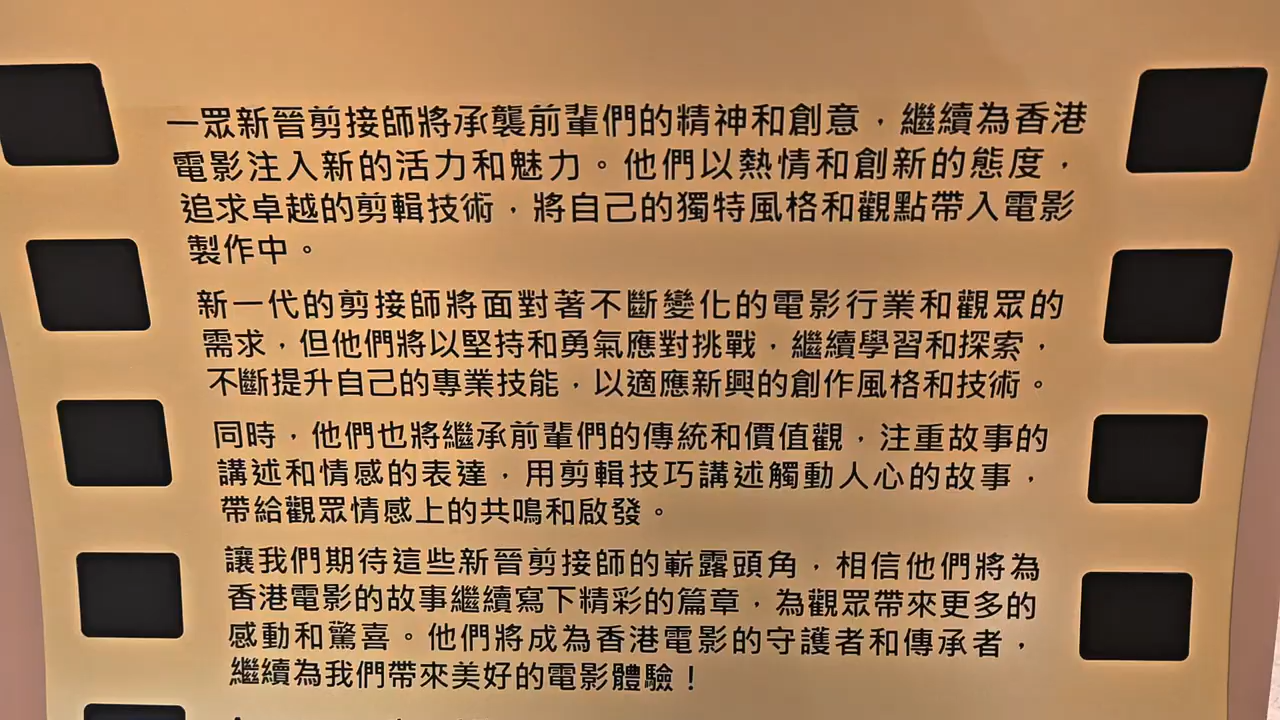 一眾新晉剪接師將承襲前輩們的精神和創意，繼續為香港
電影注入新的活力和魅力。他們以熱情和創新的態度，
追求卓越的剪輯技術，將自己的獨特風格和觀點帶入電影
製作中。
新一代的剪接師將面對著不斷變化的電影行業和觀眾的
需求，但他們將以堅持和勇氣應對挑戰，繼續學習和探索，
不斷提升自己的專業技能，以適應新興的創作風格和技術。
同時，他們也將繼承前輩們的傳統和價值觀，注重故事的
講述和情感的表達，用剪輯技巧講述觸動人心的故事，
帶給觀眾情感上的共鳴和啟發。
讓我們期待這些新晉剪接師的嶄露頭角，相信他們將為
香港電影的故事繼續寫下精彩的篇章，為觀眾帶來更多的
感動和驚喜。他們將成為香港電影的守護者和傳承者，
繼續為我們帶來美好的電影體驗！